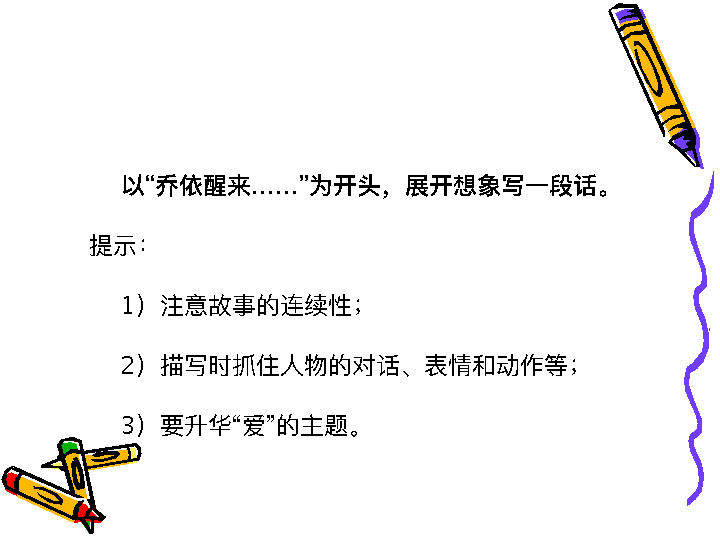 以“乔依醒来……”为开头，展开想象写一段话。
提示：
1）注意故事的连续性；
2）描写时抓住人物的对话、表情和动作等；
3）要升华“爱”的主题。